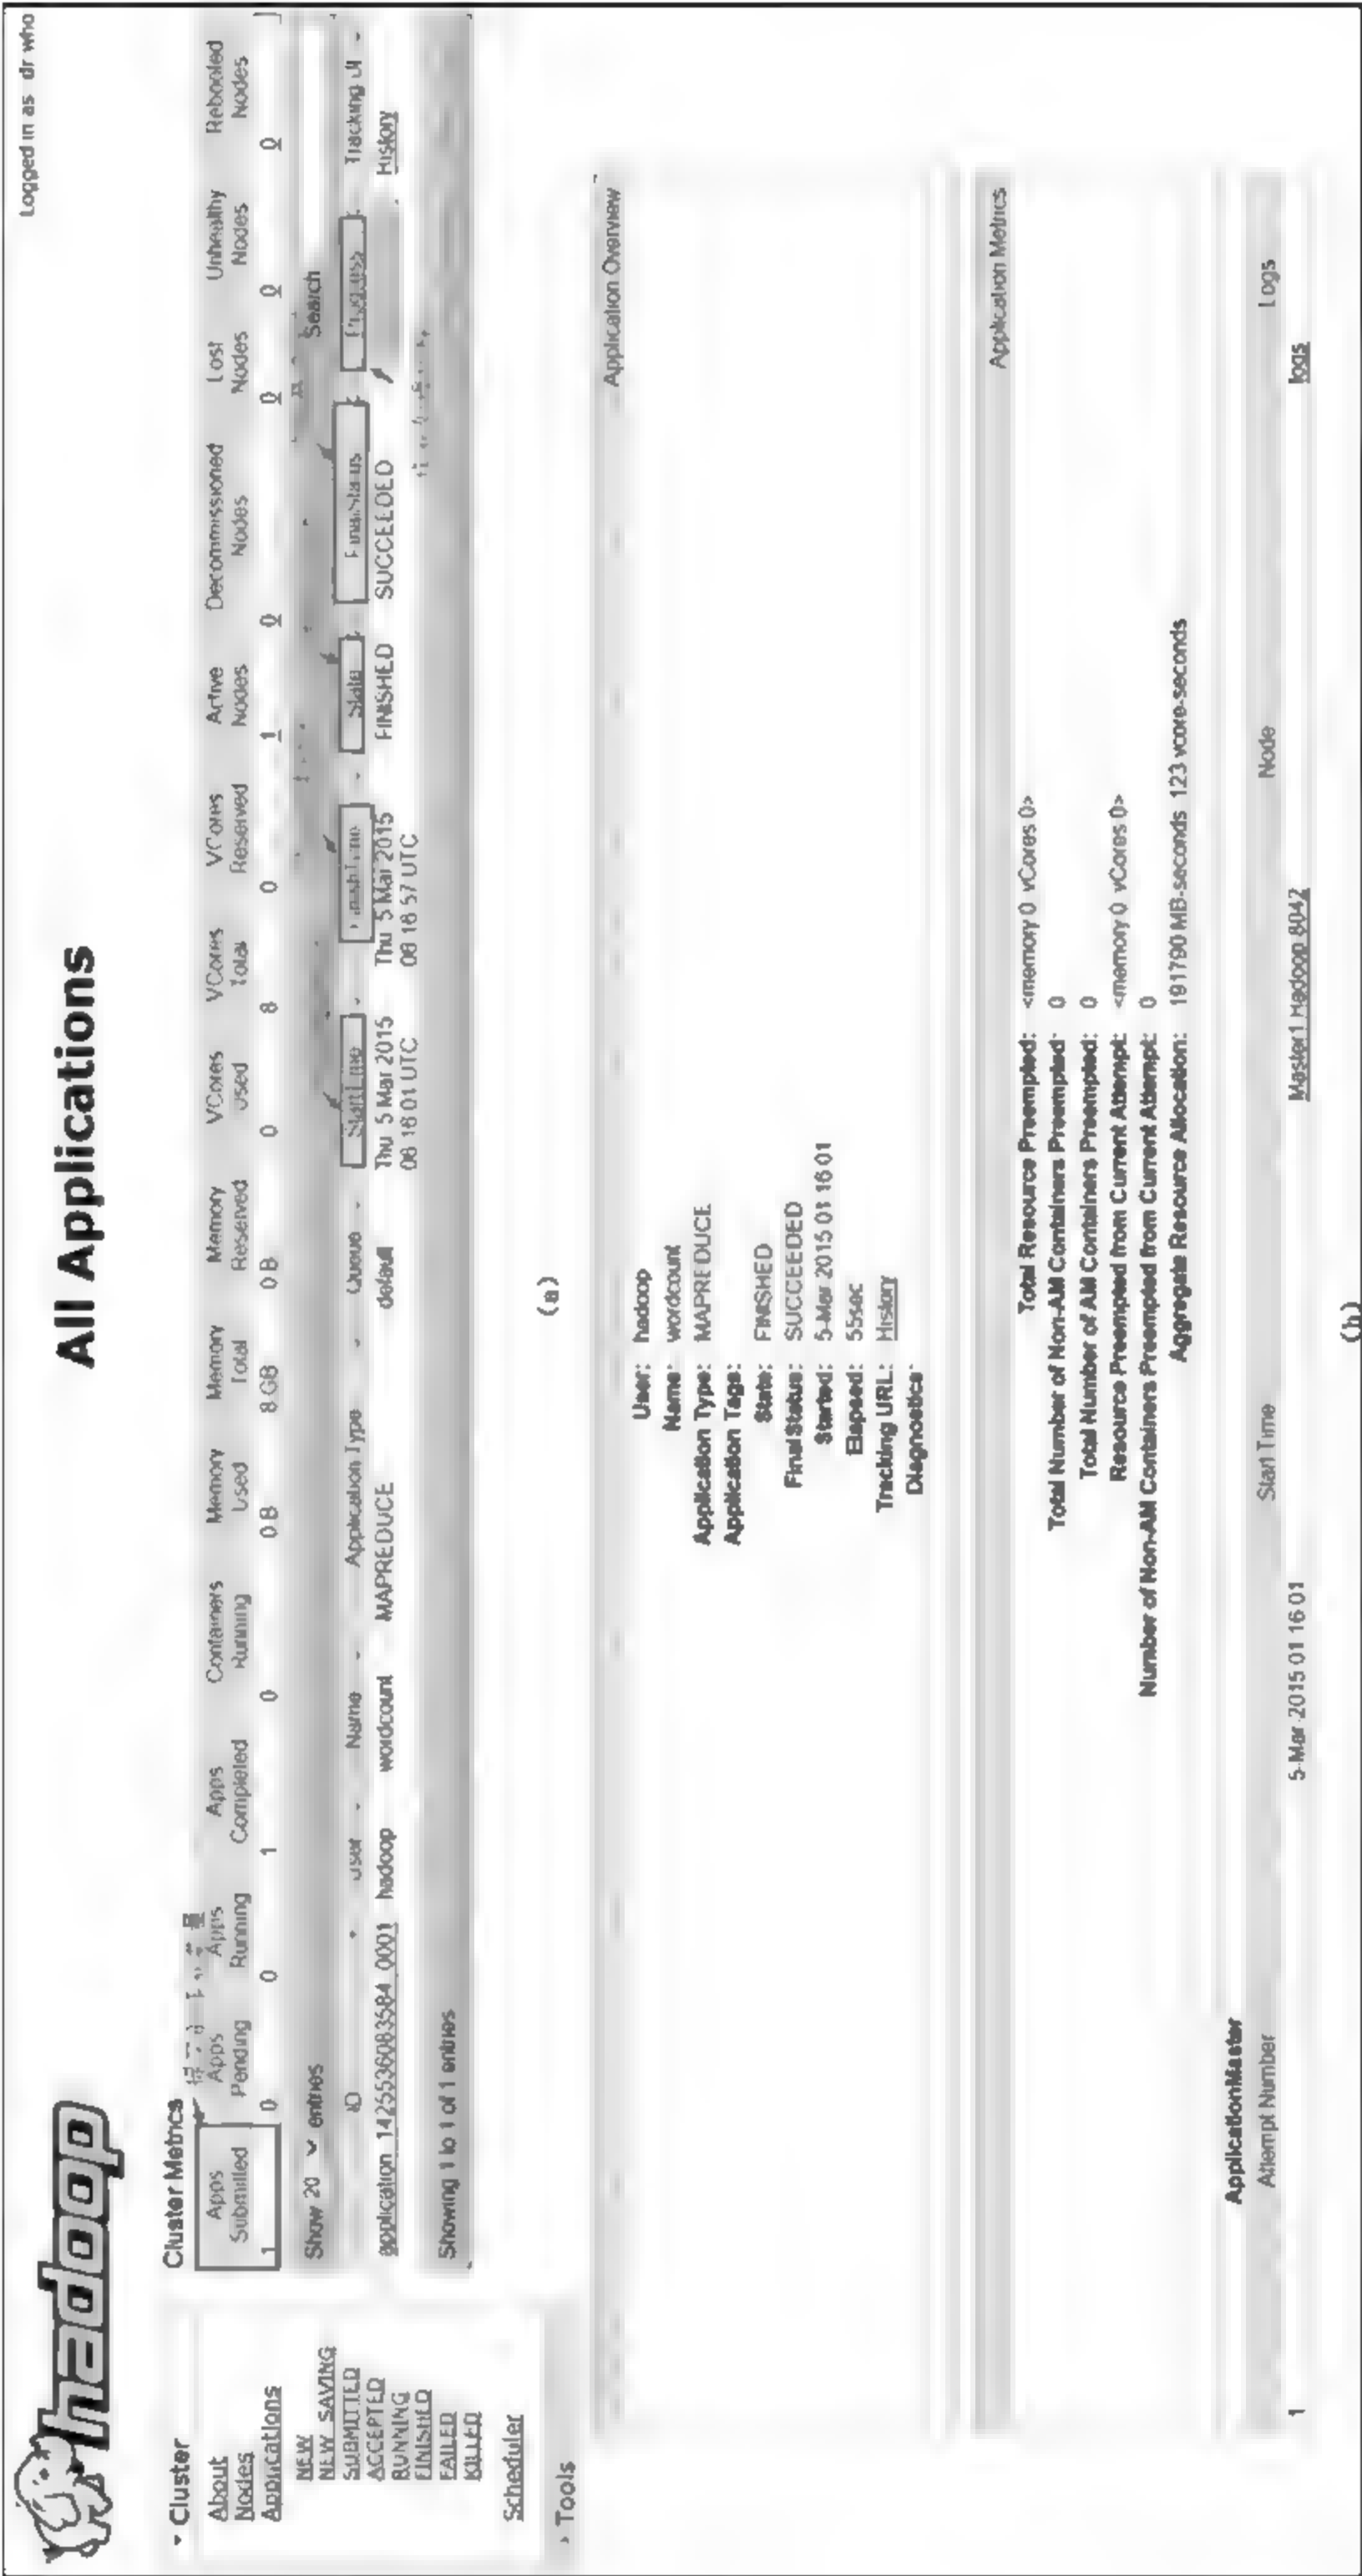 hadoop
All Applications
Logged in as dr who
Cluster
About
Nodes
Applications
NEW
NEW SAVING
SUBMITTED
ACCEPTED
RUNNING
FINISHED
FAILED
KILLED
Scheduler
Tools
Cluster Metrics
Apps Submitted Apps Pending Apps Running Apps Completed Containers Running Memory Used Memory Total Memory Reserved VCores Used VCores Total VCores Reserved Active Nodes Decommissioned Nodes Lost Nodes Unhealthy Nodes Rebooted Nodes
1 0 0 1 0 0 B 8 GB 0 B 0 8 0 1 0 0 0 0
Show 20 entries Search
ID User Name Application Type Queue StartTime FinishTime State FinalStatus Progress Tracking UI
application_1425536083584_0001 hadoop wordcount MAPREDUCE default Thu 5 Mar 2015 08 16 01 UTC Thu 5 Mar 2015 08 16 57 UTC FINISHED SUCCEEDED History
Showing 1 to 1 of 1 entries
(a)
Application Overview
User: hadoop
Name: wordcount
Application Type: MAPREDUCE
Application Tags:
State: FINISHED
FinalStatus: SUCCEEDED
Started: 5-Mar-2015 01 16 01
Elapsed: 55sec
Tracking URL: History
Diagnostics:
Application Metrics
Total Resource Preempted: <memory 0 vCores 0>
Total Number of Non-AM Containers Preempted: 0
Total Number of AM Containers Preempted: 0
Resource Preempted from Current Attempt: <memory 0 vCores 0>
Number of Non-AM Containers Preempted from Current Attempt: 0
Aggregate Resource Allocation: 191790 MB-seconds 123 vcore-seconds
ApplicationMaster
Attempt Number Start Time Node Logs
1 5-Mar-2015 01 16 01 Master1 Hadoop 8042 logs
(b)